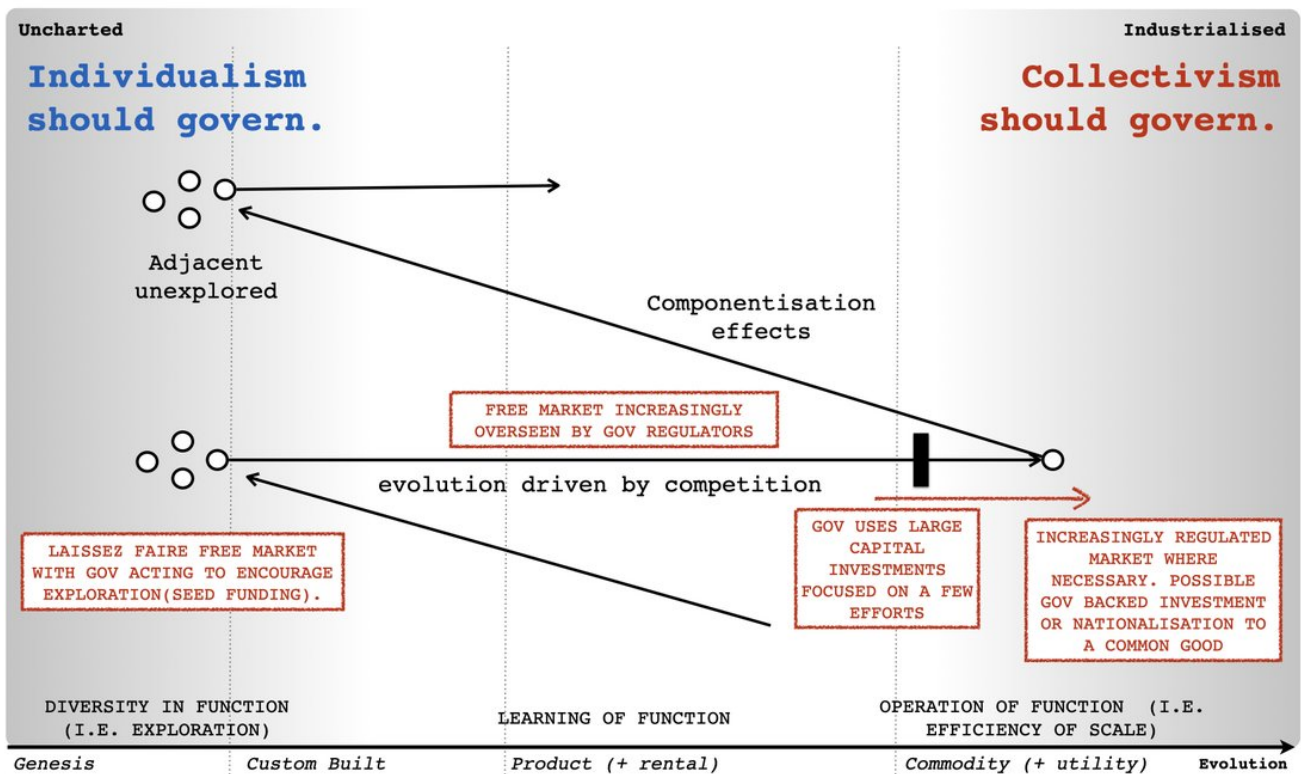 Uncharted
Industrialised
Individualism
should govern.
Collectivism
should govern.
Adjacent
unexplored
Componentisation
effects
FREE MARKET INCREASINGLY
OVERSEEN BY GOV REGULATORS
evolution driven by competition
LAISSEZ FAIRE FREE MARKET
WITH GOV ACTING TO ENCOURAGE
EXPLORATION(SEED FUNDING).
GOV USES LARGE
CAPITAL
INVESTMENTS
FOCUSED ON A FEW
EFFORTS
INCREASINGLY REGULATED
MARKET WHERE
NECESSARY. POSSIBLE
GOV BACKED INVESTMENT
OR NATIONALISATION TO
A COMMON GOOD
DIVERSITY IN FUNCTION
(I.E. EXPLORATION)
LEARNING OF FUNCTION
OPERATION OF FUNCTION (I.E.
EFFICIENCY OF SCALE)
Genesis
Custom Built
Product (+ rental)
Commodity (+ utility)
Evolution